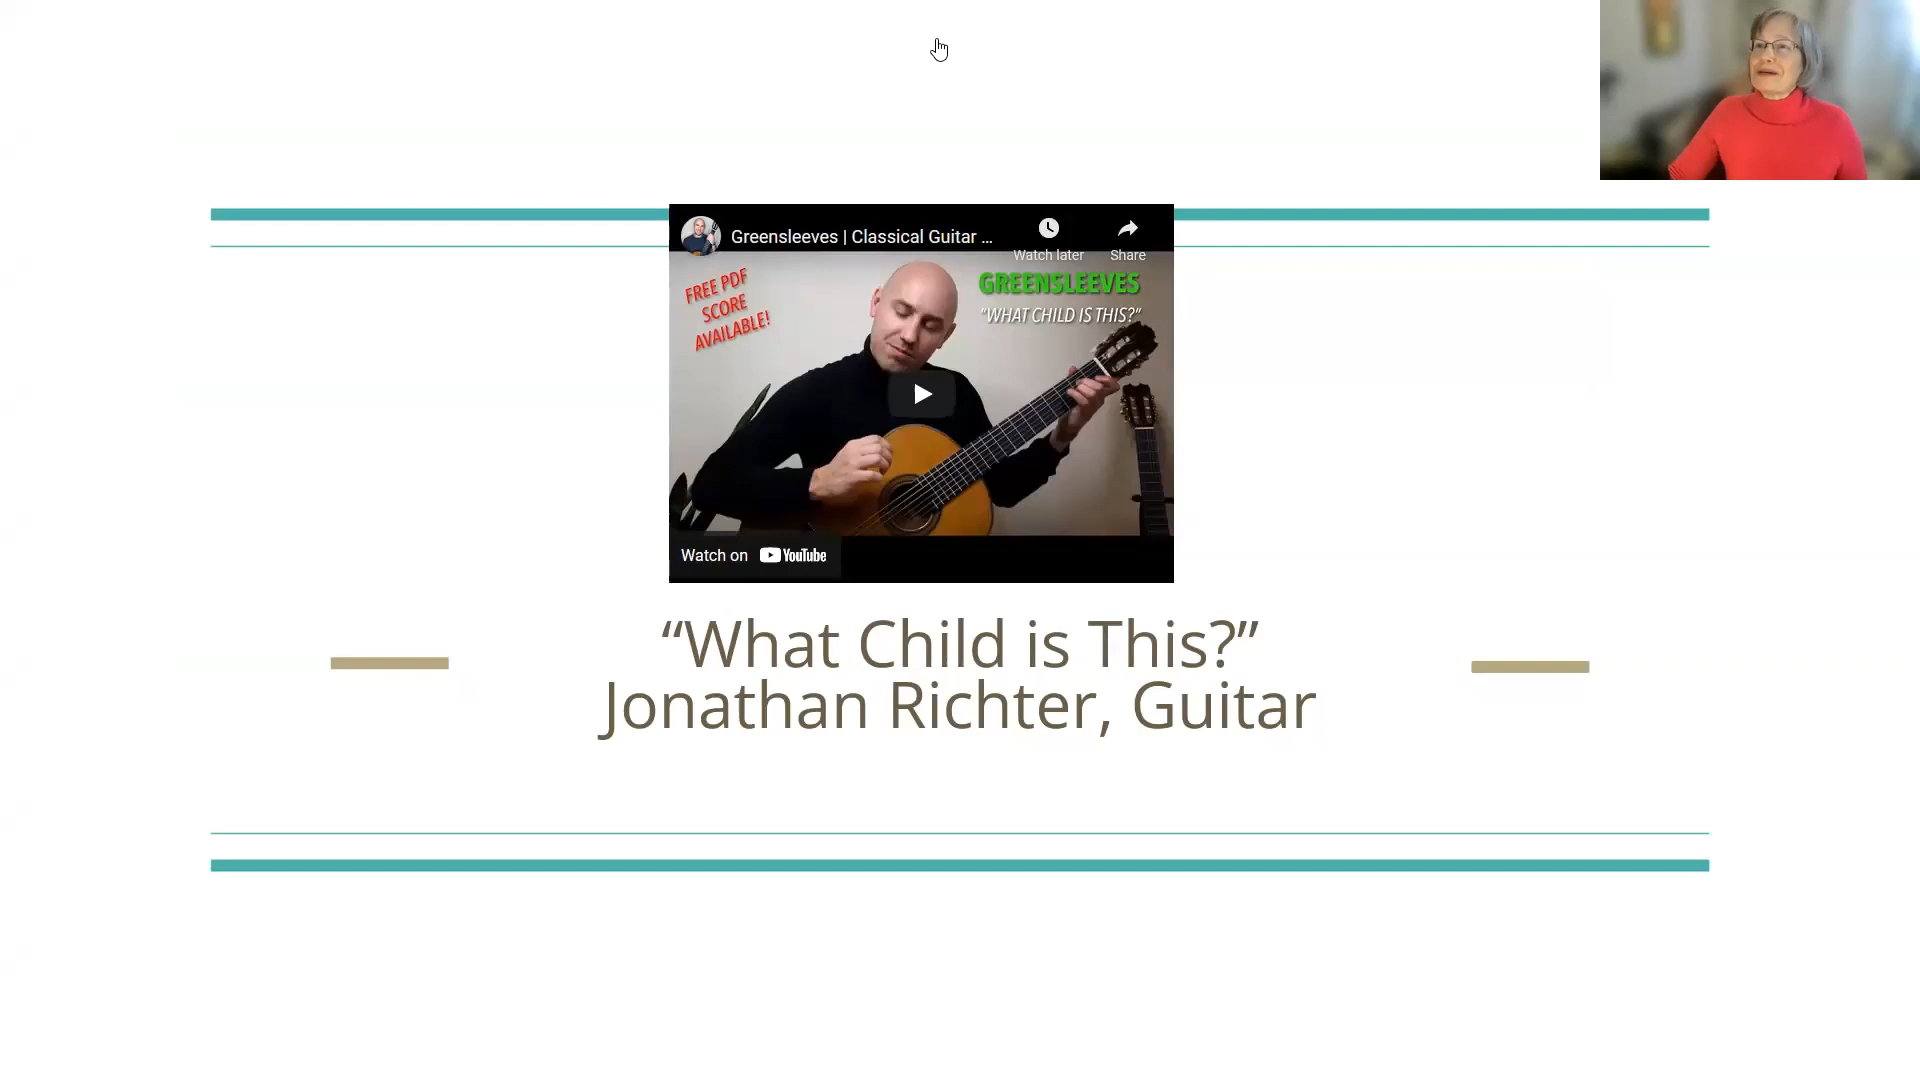 Greensleeves | Classical Guitar ...
Watch later
Share
FREE PDF
SCORE
AVAILABLE!
GREENSLEEVES
"WHAT CHILD IS THIS?"
Watch on YouTube
“What Child is This?”
Jonathan Richter, Guitar